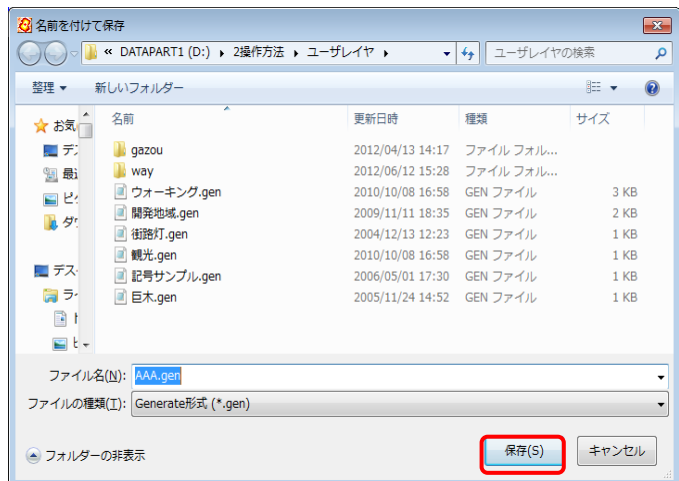 名前を付けて保存
« DATAPART1 (D:) ▸ 2操作方法 ▸ ユーザレイヤ ▸ ユーザレイヤの検索
整理 ▼ 新しいフォルダー
名前 更新日時 種類 サイズ
お気
gazou 2012/04/13 14:17 ファイル フォル...
way 2012/06/12 15:28 ファイル フォル...
ウォーキング.gen 2010/10/08 16:58 GEN ファイル 3 KB
開発地域.gen 2009/11/11 18:35 GEN ファイル 2 KB
街路灯.gen 2004/12/13 12:23 GEN ファイル 1 KB
観光.gen 2010/10/08 16:58 GEN ファイル 1 KB
記号サンプル.gen 2006/05/01 17:30 GEN ファイル 1 KB
巨木.gen 2005/11/24 14:52 GEN ファイル 1 KB
デス
ファイル名(N): AAA.gen
ファイルの種類(T): Generate形式 (*.gen)
フォルダーの非表示 保存(S) キャンセル